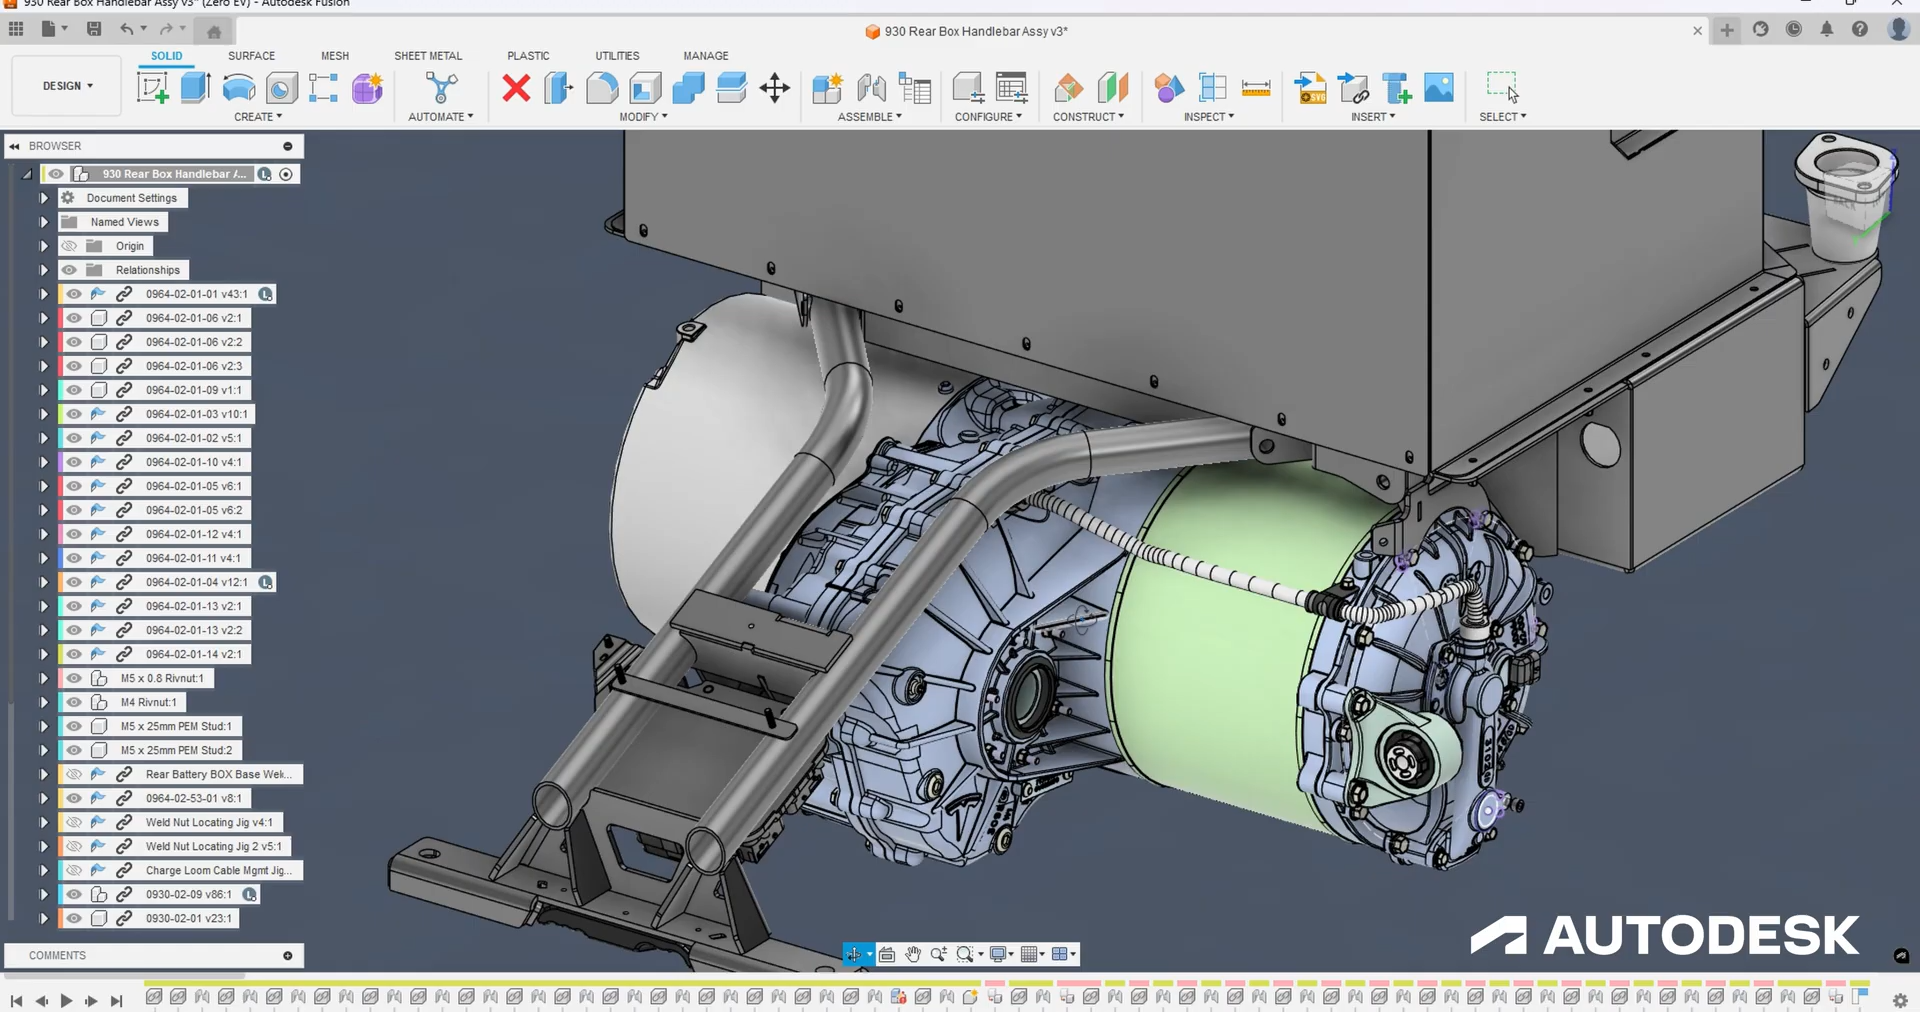 930 Rear Box Handlebar Assy v3* (Zero EV) - Autodesk Fusion
930 Rear Box Handlebar Assy v3*
SOLID
SURFACE
MESH
SHEET METAL
PLASTIC
UTILITIES
MANAGE
DESIGN
CREATE
AUTOMATE
MODIFY
ASSEMBLE
CONFIGURE
CONSTRUCT
INSPECT
INSERT
SELECT
SVG
BROWSER
930 Rear Box Handlebar A...
Document Settings
Named Views
Origin
Relationships
0964-02-01-01 v43:1
0964-02-01-06 v2:1
0964-02-01-06 v2:2
0964-02-01-06 v2:3
0964-02-01-09 v1:1
0964-02-01-03 v10:1
0964-02-01-02 v5:1
0964-02-01-10 v4:1
0964-02-01-05 v6:1
0964-02-01-05 v6:2
0964-02-01-12 v4:1
0964-02-01-11 v4:1
0964-02-01-04 v12:1
0964-02-01-13 v2:1
0964-02-01-13 v2:2
0964-02-01-14 v2:1
M5 x 0.8 Rivnut:1
M4 Rivnut:1
M5 x 25mm PEM Stud:1
M5 x 25mm PEM Stud:2
Rear Battery BOX Base Wek...
0964-02-53-01 v8:1
Weld Nut Locating Jig v4:1
Weld Nut Locating Jig 2 v5:1
Charge Loom Cable Mgmt Jig...
0930-02-09 v86:1
0930-02-01 v23:1
COMMENTS
BACK
AUTODESK